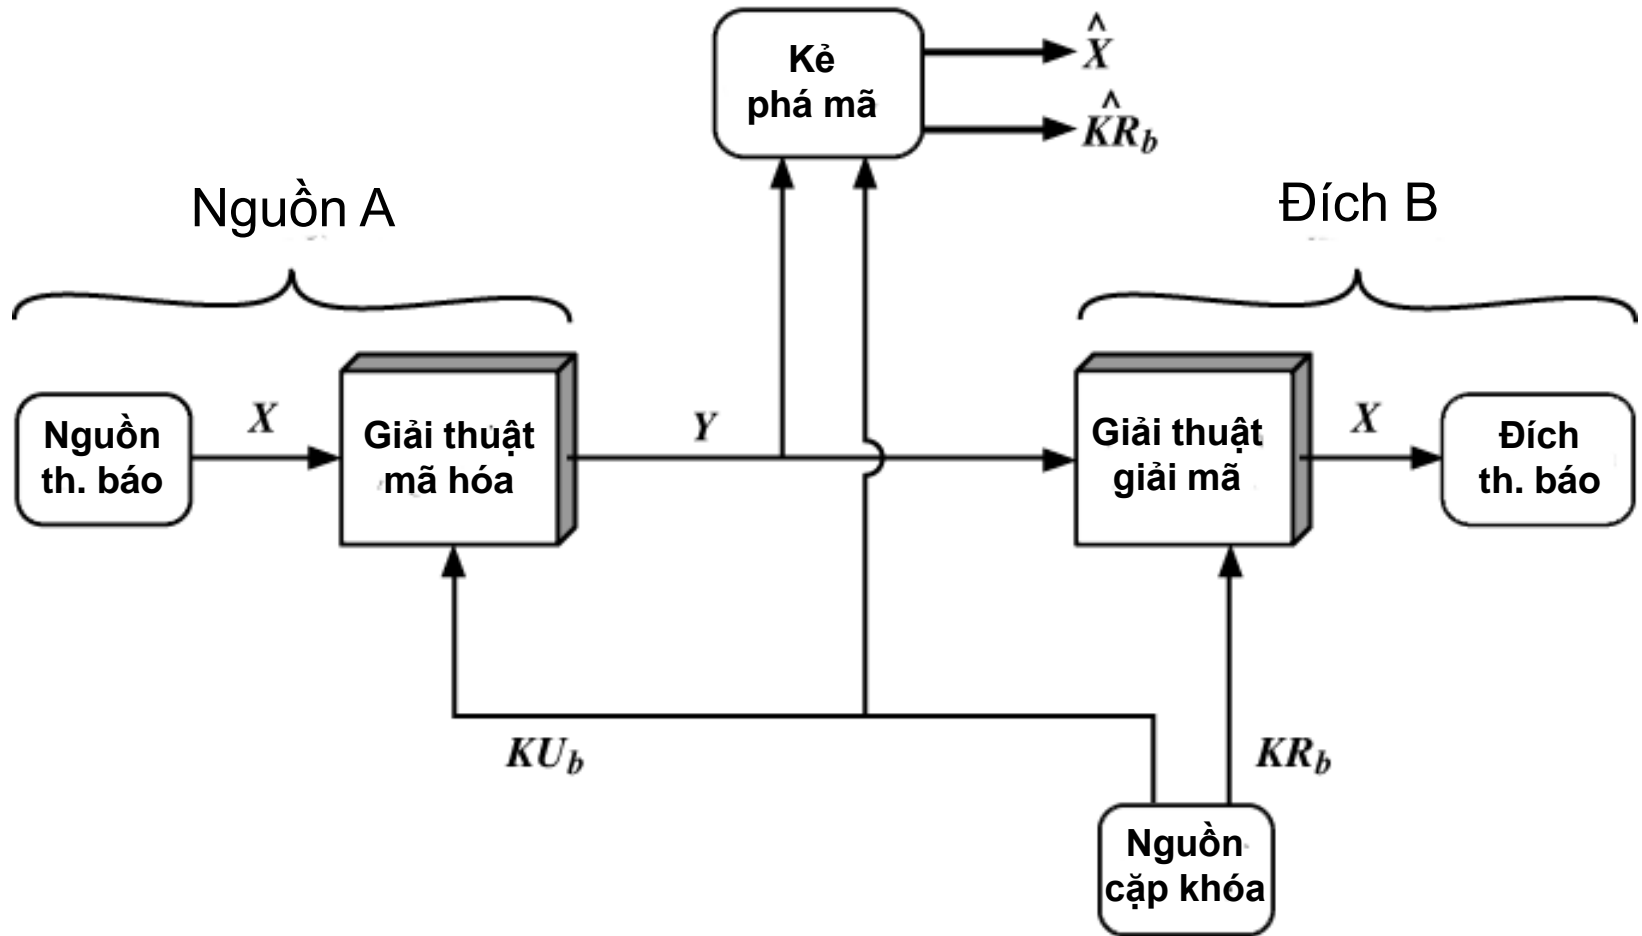 Kẻ
phá mã
X̂
K̂R_b
Nguồn A
Đích B
Nguồn
th. báo
X
Giải thuật
mã hóa
Y
Giải thuật
giải mã
X
Đích
th. báo
KU_b
KR_b
Nguồn
cặp khóa